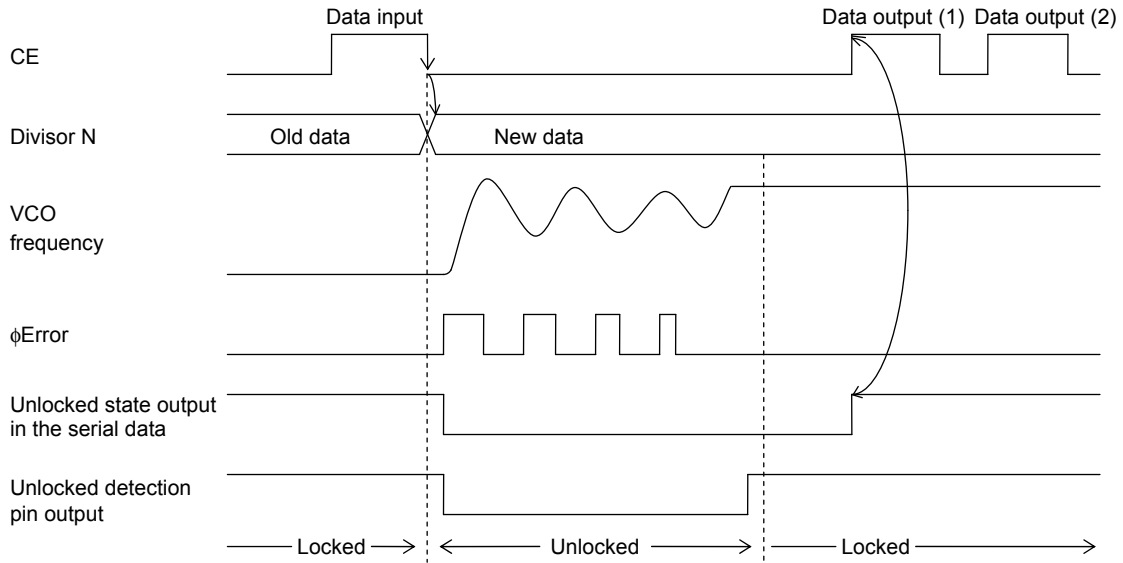 Data input
Data output (1)
Data output (2)
CE
Divisor N
Old data
New data
VCO
frequency
φError
Unlocked state output
in the serial data
Unlocked detection
pin output
Locked
Unlocked
Locked